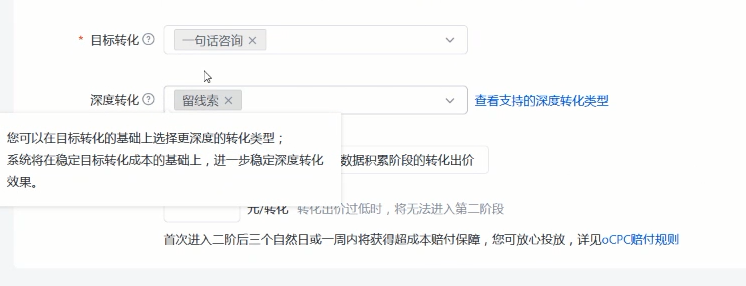 * 目标转化 ?
一句话咨询 ×
深度转化 ?
留线索 ×
查看支持的深度转化类型
您可以在目标转化的基础上选择更深度的转化类型；
系统将在稳定目标转化成本的基础上，进一步稳定深度转化
效果。
数据积累阶段的转化出价
元/转化 转化出价过低时，将无法进入第二阶段
首次进入二阶后三个自然日或一周内将获得超成本赔付保障，您可放心投放，详见oCPC赔付规则